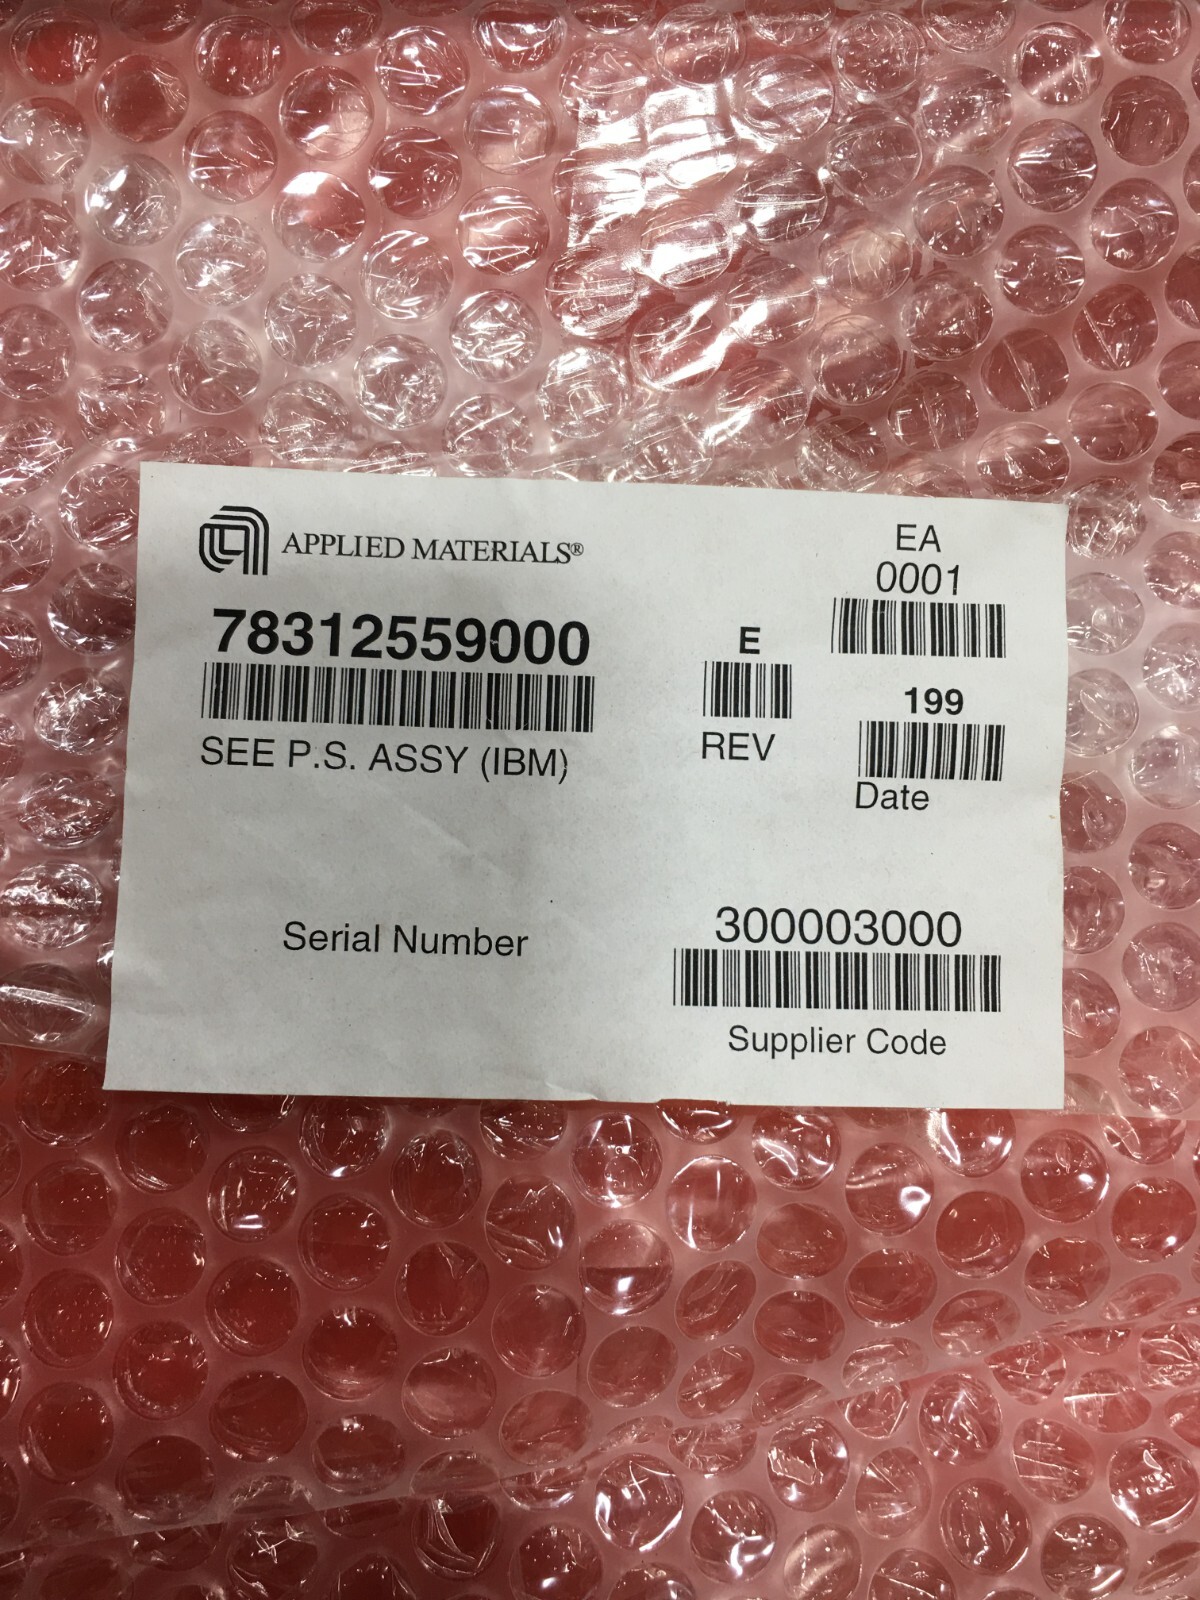 APPLIED MATERIALS®
78312559000
SEE P.S. ASSY (IBM)
E
REV
EA
0001
199
Date
Serial Number
300003000
Supplier Code